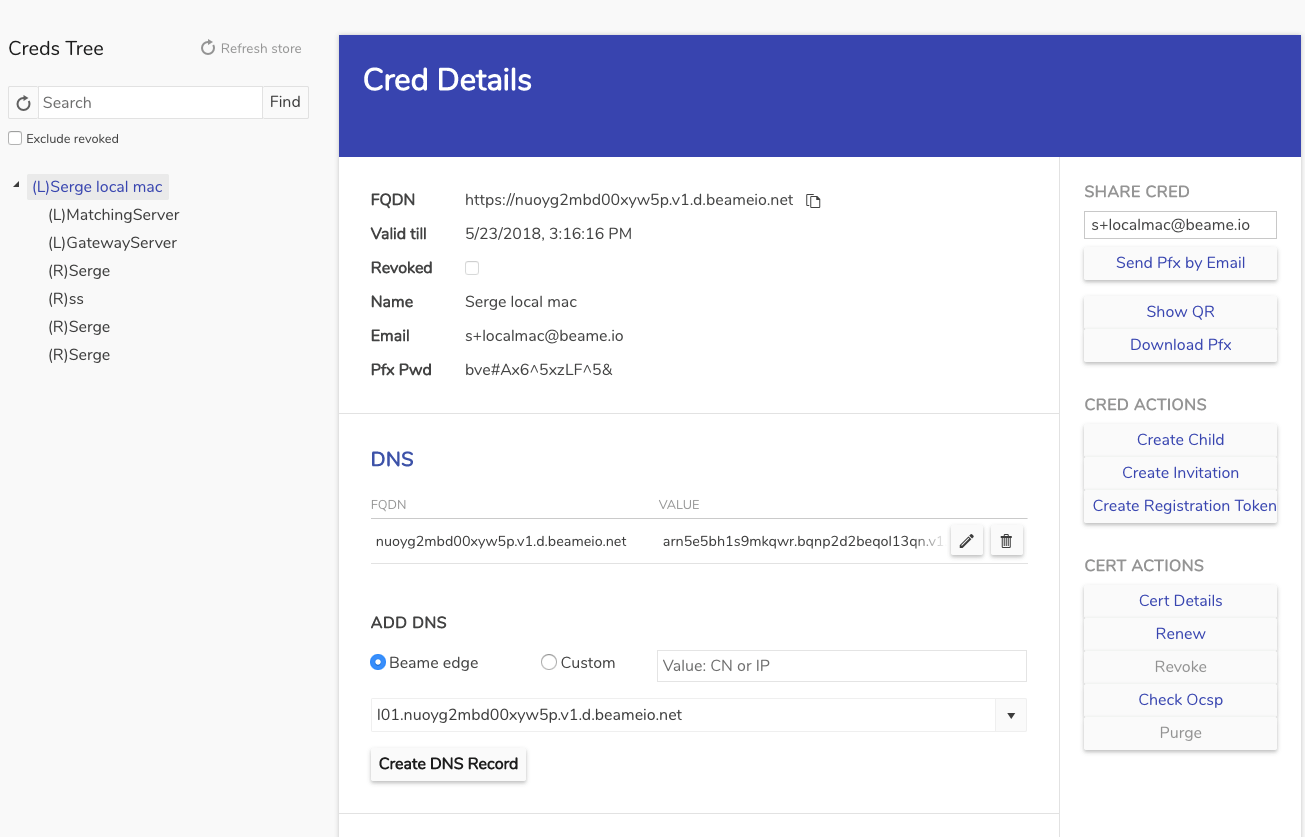 Creds Tree
Refresh store
Search
Find
Exclude revoked
(L)Serge local mac
(L)MatchingServer
(L)GatewayServer
(R)Serge
(R)ss
(R)Serge
(R)Serge
Cred Details
FQDN https://nuoyg2mbd00xyw5p.v1.d.beameio.net
Valid till 5/23/2018, 3:16:16 PM
Revoked
Name Serge local mac
Email s+localmac@beame.io
Pfx Pwd bve#Ax6^5xzLF^5&
DNS
FQDN VALUE
nuoyg2mbd00xyw5p.v1.d.beameio.net arn5e5bh1s9mkqwr.bqnp2d2beqol13qn.v1
ADD DNS
Beame edge Custom Value: CN or IP
l01.nuoyg2mbd00xyw5p.v1.d.beameio.net
Create DNS Record
SHARE CRED
s+localmac@beame.io
Send Pfx by Email
Show QR
Download Pfx
CRED ACTIONS
Create Child
Create Invitation
Create Registration Token
CERT ACTIONS
Cert Details
Renew
Revoke
Check Ocsp
Purge